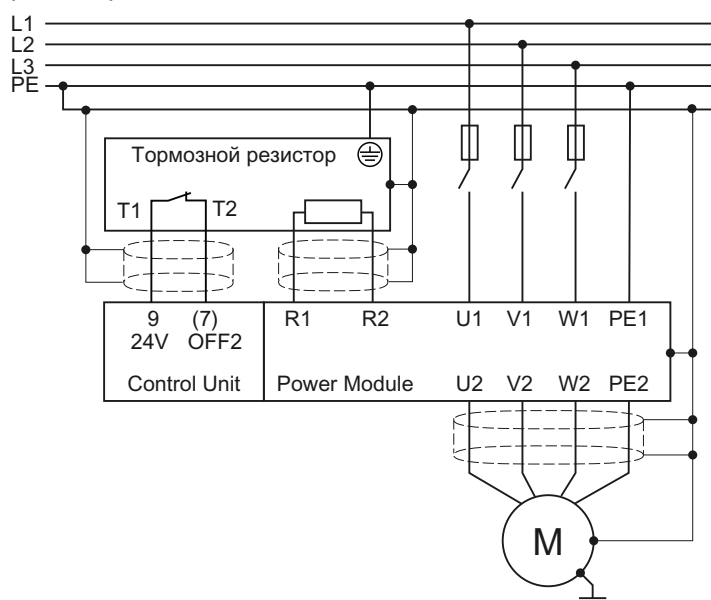 L1
L2
L3
PE
Тормозной резистор
T1 T2
9 (7) R1 R2 U1 V1 W1 PE1
24V OFF2
Control Unit Power Module U2 V2 W2 PE2
M